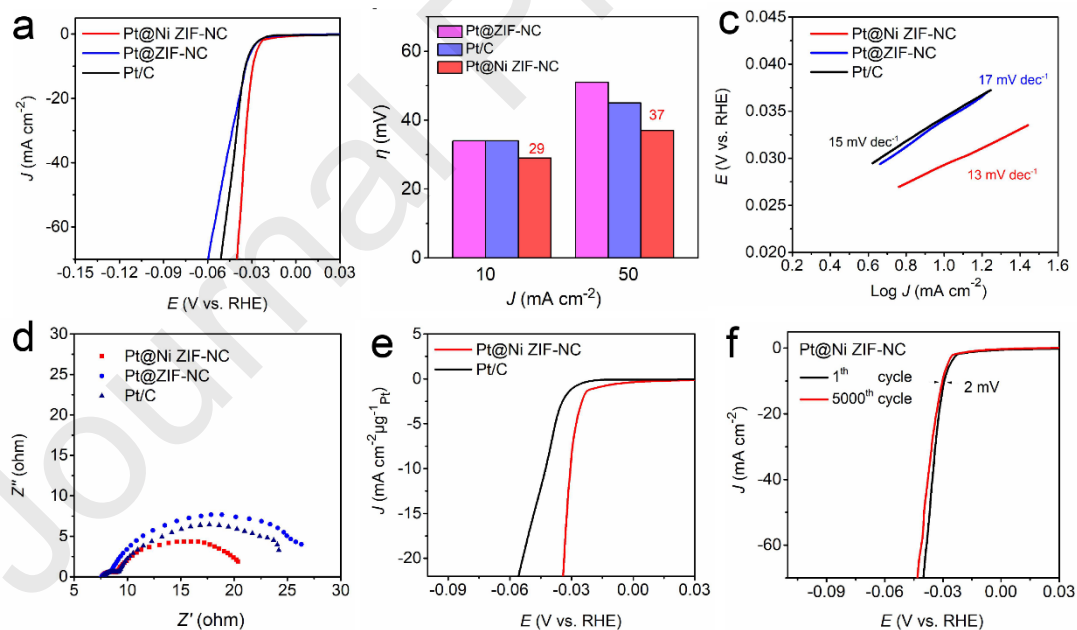 a
Pt@Ni ZIF-NC
Pt@ZIF-NC
Pt/C
0
-20
-40
-60
J (mA cm⁻²)
-0.15 -0.12 -0.09 -0.06 -0.03 0.00 0.03
E (V vs. RHE)
Pt@ZIF-NC
Pt/C
Pt@Ni ZIF-NC
60
40
20
0
η (mV)
29
37
10 50
J (mA cm⁻²)
c
Pt@Ni ZIF-NC
Pt@ZIF-NC
Pt/C
0.045
0.040
0.035
0.030
0.025
0.020
E (V vs. RHE)
17 mV dec⁻¹
15 mV dec⁻¹
13 mV dec⁻¹
0.2 0.4 0.6 0.8 1.0 1.2 1.4 1.6
Log J (mA cm⁻²)
d
Pt@Ni ZIF-NC
Pt@ZIF-NC
Pt/C
30
25
20
15
10
5
0
Z'' (ohm)
5 10 15 20 25 30
Z' (ohm)
e
Pt@Ni ZIF-NC
Pt/C
5
0
-5
-10
-15
-20
J (mA cm⁻²µg⁻¹Pt)
-0.09 -0.06 -0.03 0.00 0.03
E (V vs. RHE)
f
Pt@Ni ZIF-NC
1th cycle
5000th cycle
2 mV
0
-20
-40
-60
J (mA cm⁻²)
-0.09 -0.06 -0.03 0.00 0.03
E (V vs. RHE)
Journal P